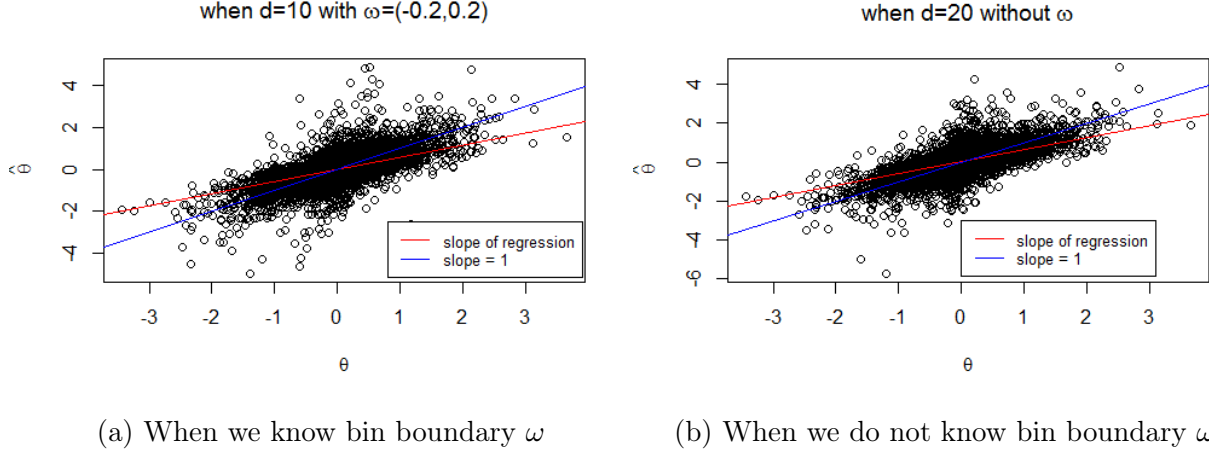 when d=10 with ω=(-0.2,0.2)
4
2
0
-2
-4
θ̂
slope of regression
slope = 1
-3 -2 -1 0 1 2 3
θ
(a) When we know bin boundary ω
when d=20 without ω
4
2
0
-2
-4
-6
θ̂
slope of regression
slope = 1
-3 -2 -1 0 1 2 3
θ
(b) When we do not know bin boundary ω